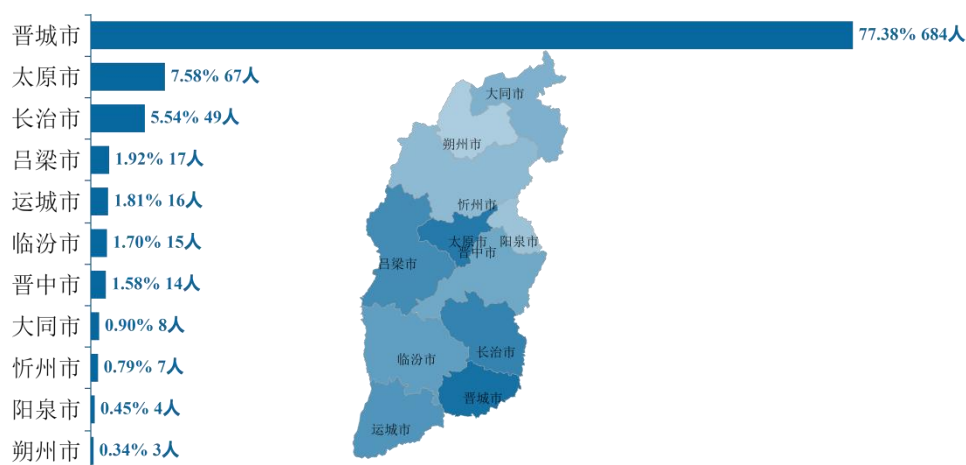 晋城市 77.38% 684人
太原市 7.58% 67人
长治市 5.54% 49人
吕梁市 1.92% 17人
运城市 1.81% 16人
临汾市 1.70% 15人
晋中市 1.58% 14人
大同市 0.90% 8人
忻州市 0.79% 7人
阳泉市 0.45% 4人
朔州市 0.34% 3人
大同市
朔州市
忻州市
太原市 阳泉市
晋中市
吕梁市
长治市
临汾市
晋城市
运城市